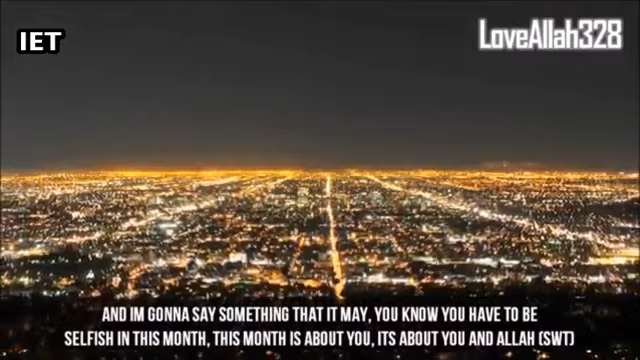 IET
LoveAllah328
AND IM GONNA SAY SOMETHING THAT IT MAY, YOU KNOW YOU HAVE TO BE
SELFISH IN THIS MONTH, THIS MONTH IS ABOUT YOU, ITS ABOUT YOU AND ALLAH (SWT)